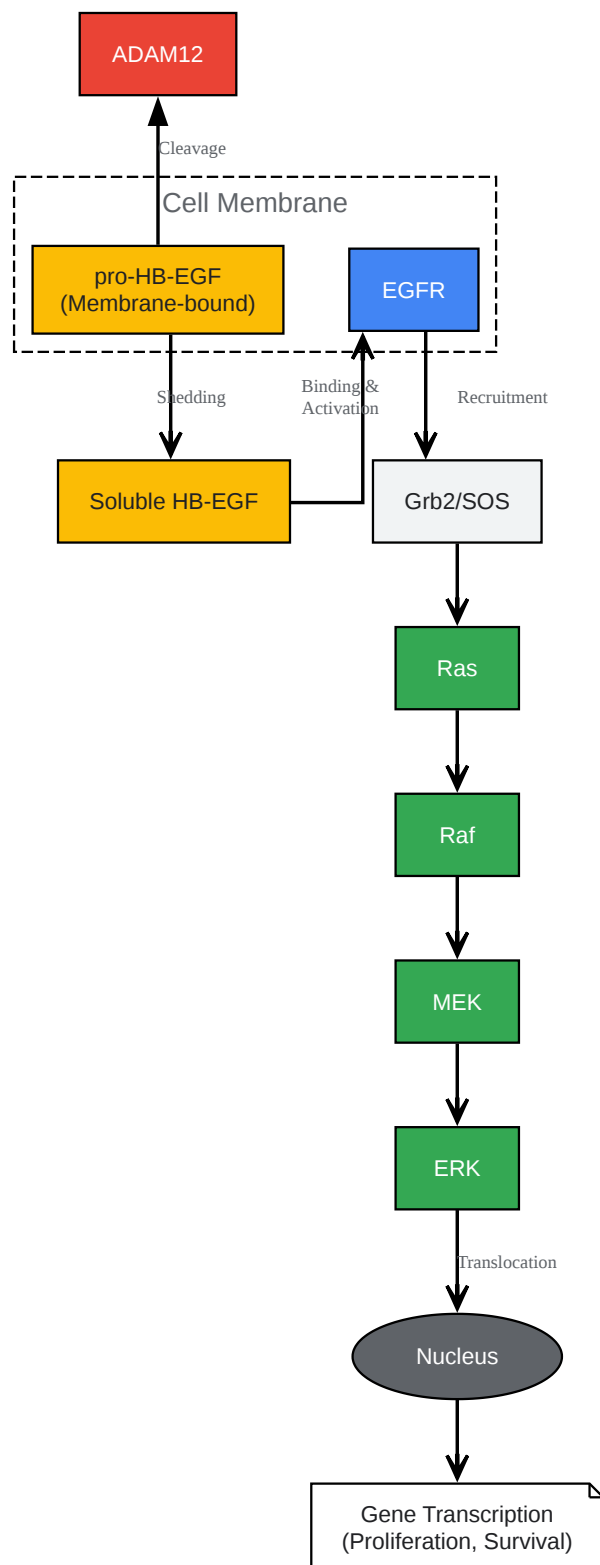 ADAM12
Cleavage
Cell Membrane
pro-HB-EGF
(Membrane-bound)
EGFR
Shedding
Binding &
Activation
Recruitment
Soluble HB-EGF
Grb2/SOS
Ras
Raf
MEK
ERK
Translocation
Nucleus
Gene Transcription
(Proliferation, Survival)